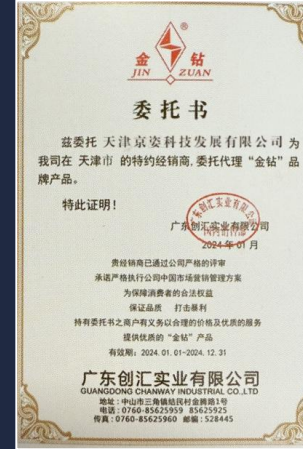 金 钻
JIN ZUAN
委托书
兹委托 天津京姿科技发展有限公司 为
我司在 天津市 的特约经销商,委托代理“金钻”品
牌产品。
特此证明!
广东创汇实业有限公司
2024年01月
贵经销商已通过公司严格的评审
承诺严格执行公司中国市场营销管理方案
为保障消费者的合法权益
保证品质 打击暴利
持有委托书之商户有义务以合理的价格及优质的服务
提供优质的“金钻”产品
有效期：2024.01.01-2024.12.31
广东创汇实业有限公司
GUANGDONG CHANWAY INDUSTRIAL CO.,LTD
地址：中山市三角镇结民村金腾路1号
电话：0760-85625959 85625925
传真：0760-85625960 邮编：528445